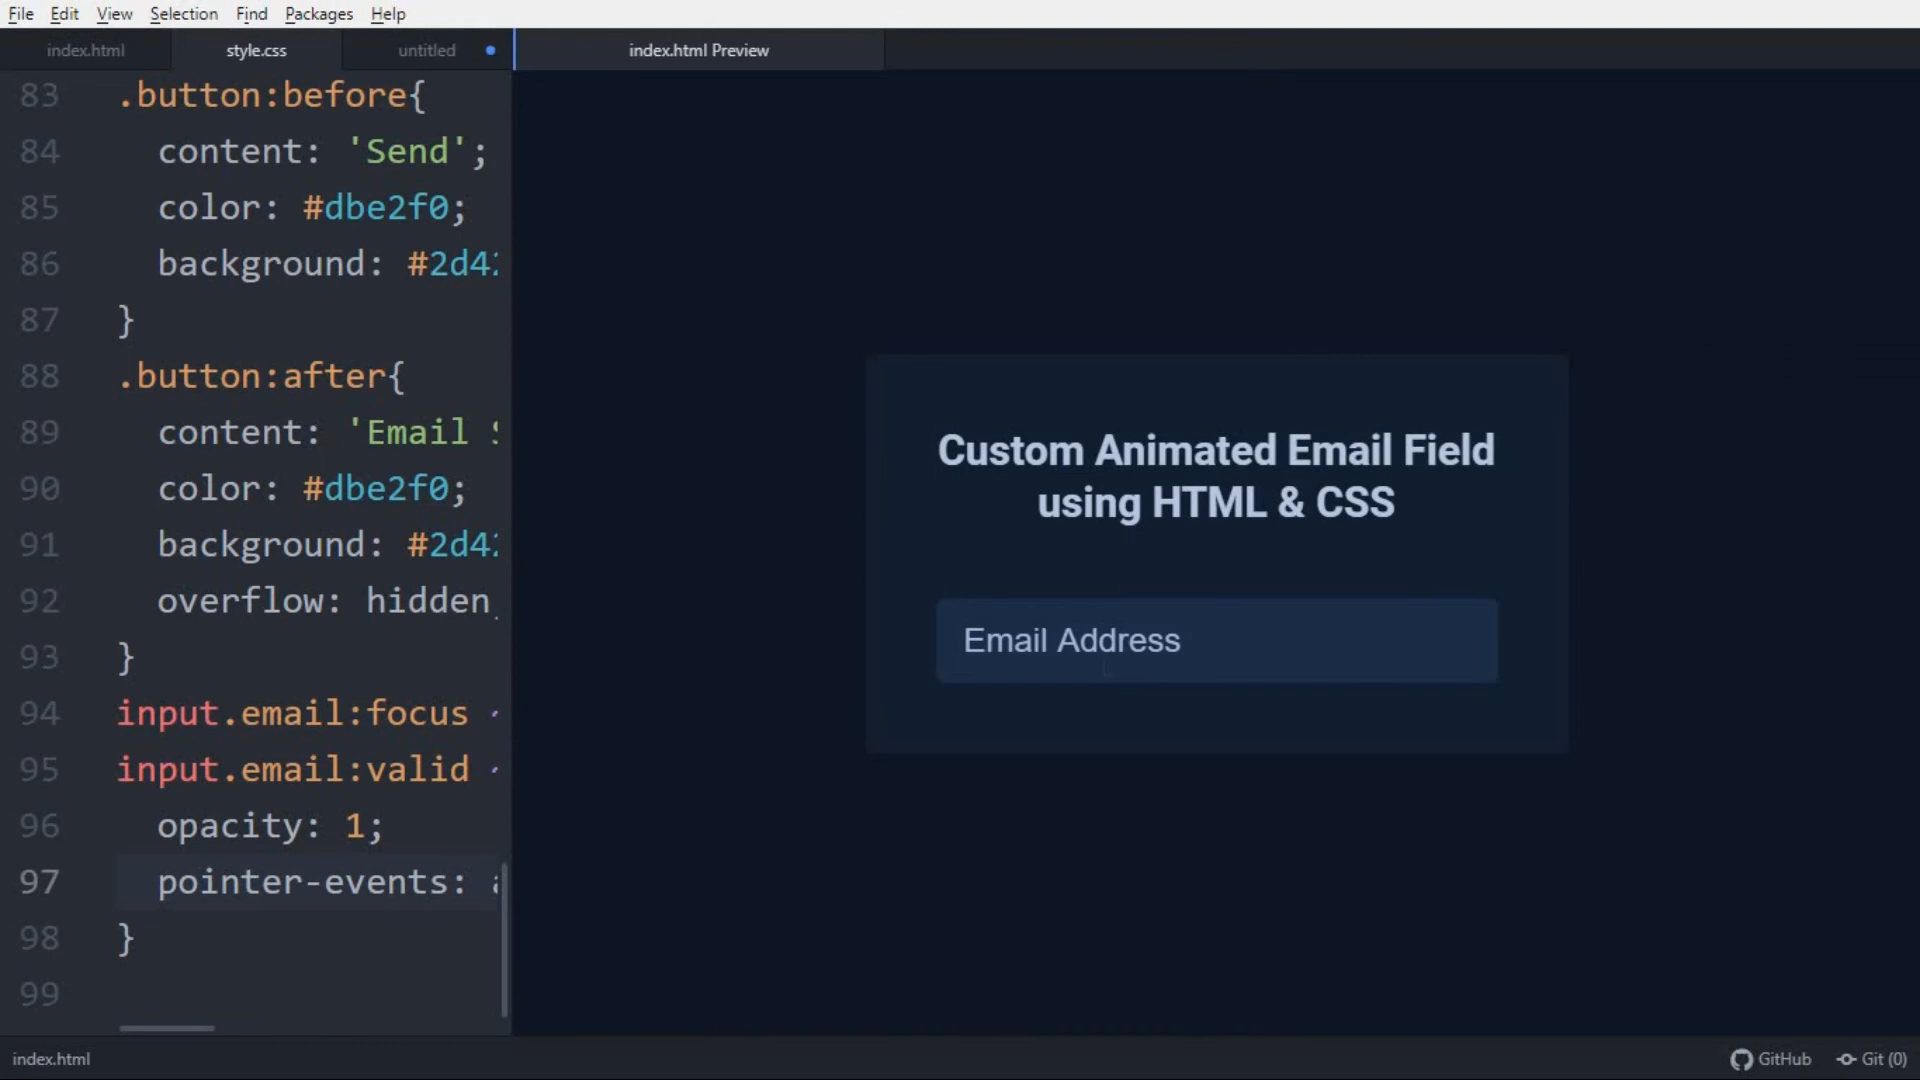 File Edit View Selection Find Packages Help
index.html style.css untitled index.html Preview
83 .button:before{
84 content: 'Send';
85 color: #dbe2f0;
86 background: #2d42
87 }
88 .button:after{
89 content: 'Email
90 color: #dbe2f0;
91 background: #2d42
92 overflow: hidden
93 }
94 input.email:focus
95 input.email:valid
96 opacity: 1;
97 pointer-events:
98 }
99
Custom Animated Email Field
using HTML & CSS
Email Address
index.html GitHub Git (0)